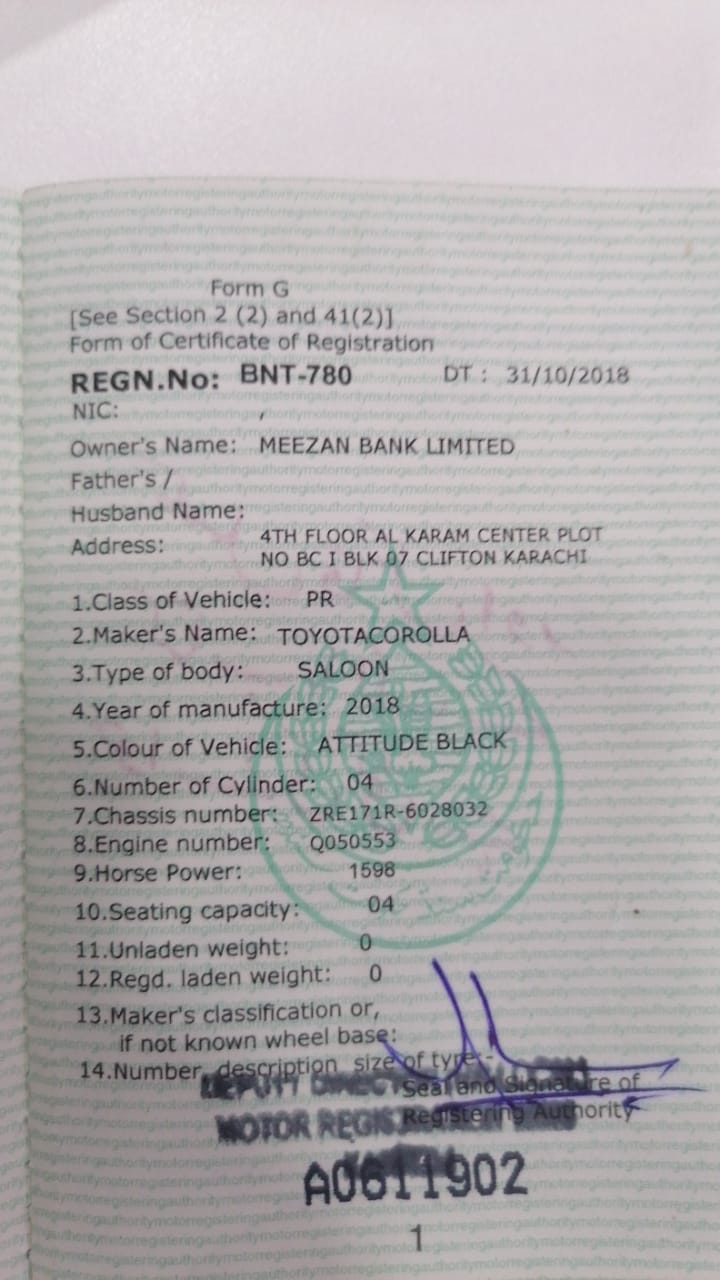 Form G
[See Section 2 (2) and 41(2)]
Form of Certificate of Registration
REGN.No: BNT-780 DT : 31/10/2018
NIC: ,
Owner's Name: MEEZAN BANK LIMITED
Father's /
Husband Name:
Address: 4TH FLOOR AL KARAM CENTER PLOT
NO BC I BLK 07 CLIFTON KARACHI
1.Class of Vehicle: PR
2.Maker's Name: TOYOTACOROLLA
3.Type of body: SALOON
4.Year of manufacture: 2018
5.Colour of Vehicle: ATTITUDE BLACK
6.Number of Cylinder: 04
7.Chassis number: ZRE171R-6028032
8.Engine number: Q050553
9.Horse Power: 1598
10.Seating capacity: 04
11.Unladen weight: 0
12.Regd. laden weight: 0
13.Maker's classification or,
if not known wheel base:
14.Number, description size of type:-
DEPUTY
Seal and Signature of
MOTOR
Registering Authority
A0611902
1